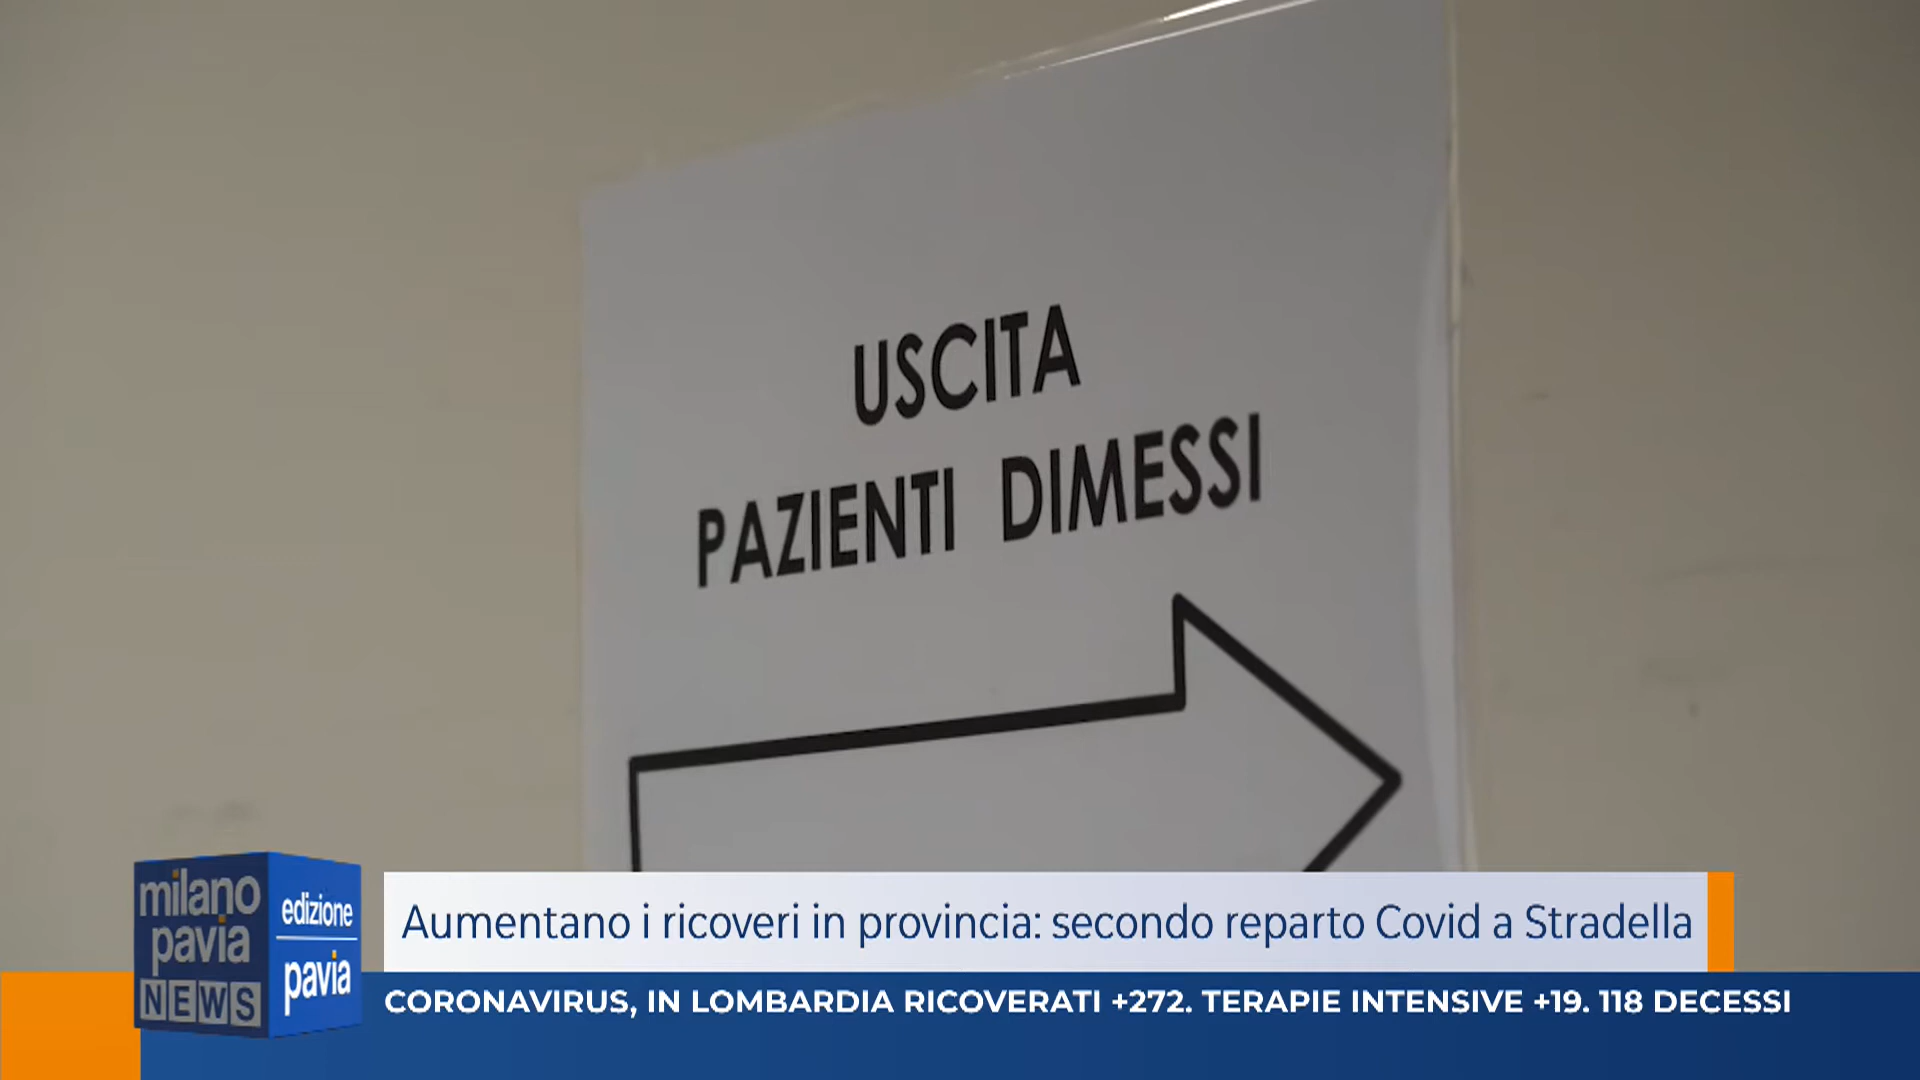 USCITA
PAZIENTI DIMESSI
milano
pavia
NEWS
edizione
pavia
Aumentano i ricoveri in provincia: secondo reparto Covid a Stradella
CORONAVIRUS, IN LOMBARDIA RICOVERATI +272. TERAPIE INTENSIVE +19. 118 DECESSI